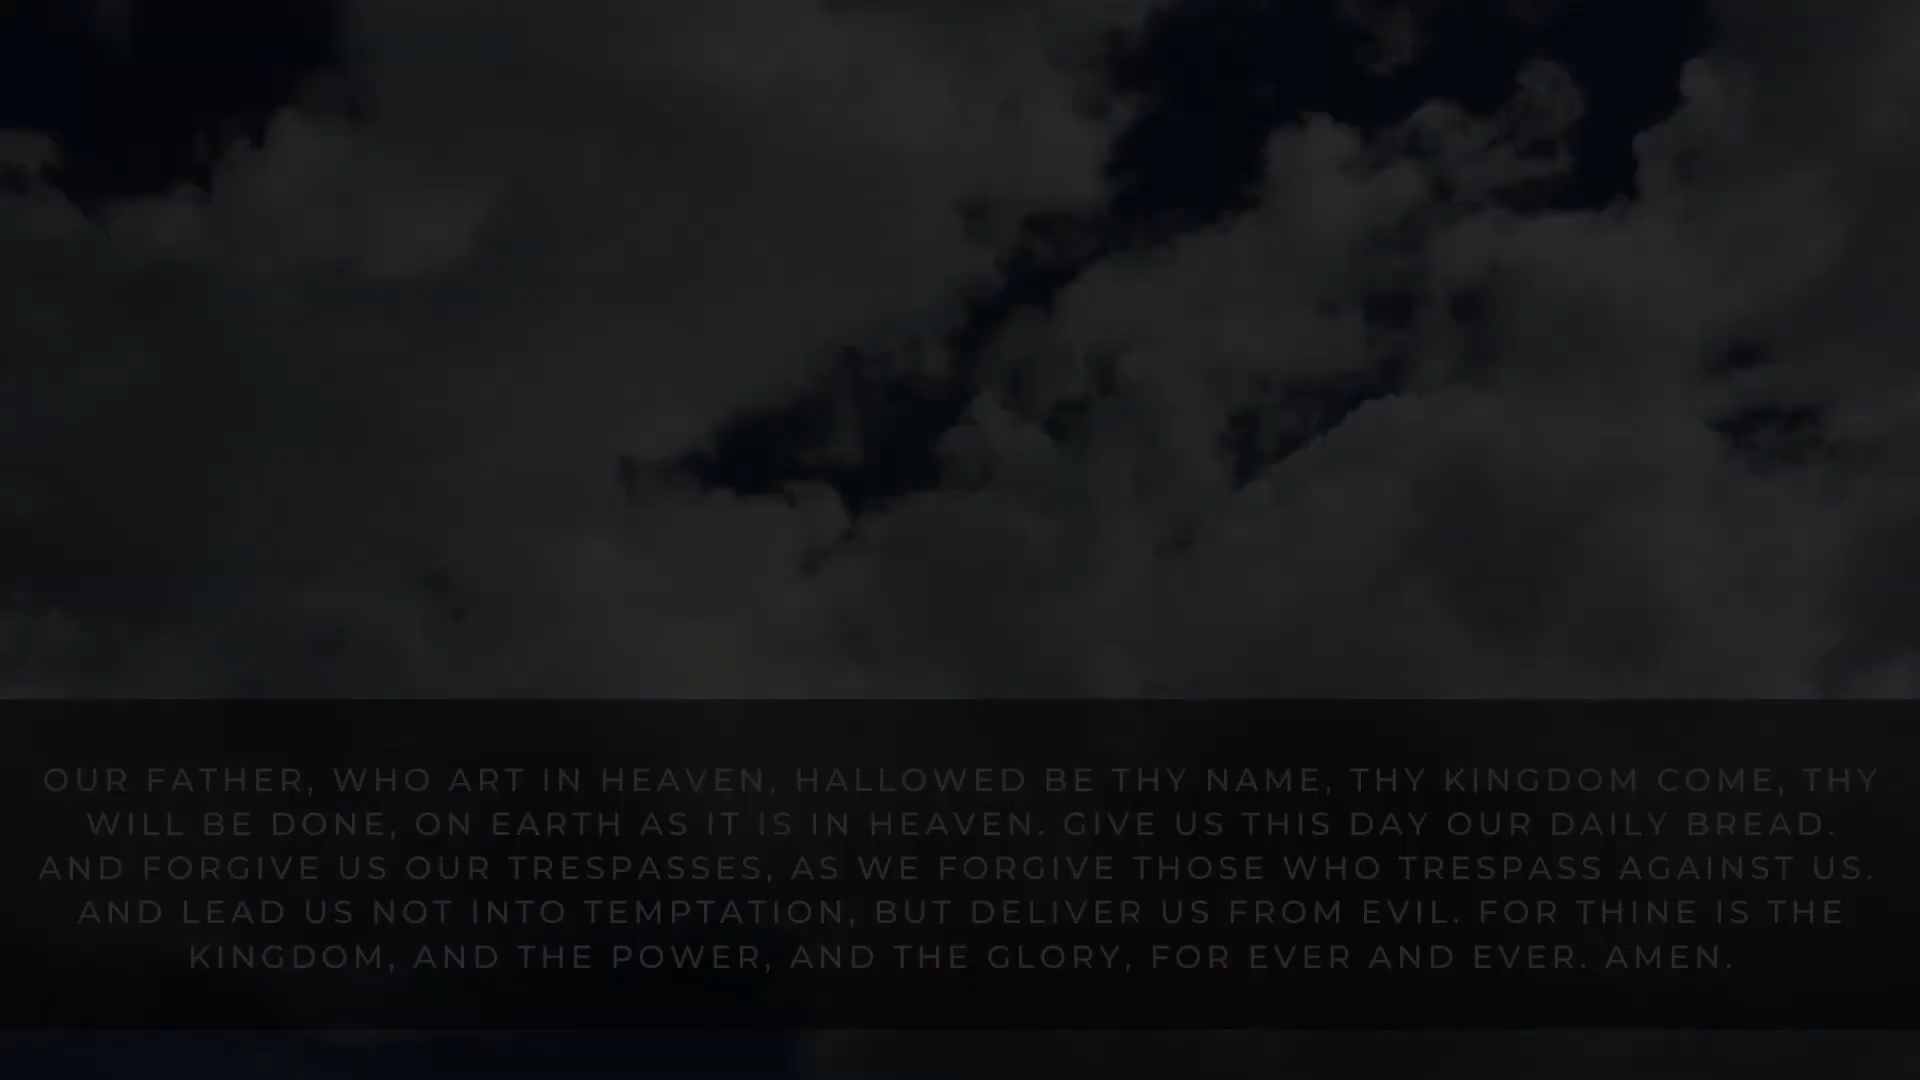 OUR FATHER, WHO ART IN HEAVEN, HALLOWED BE THY NAME, THY KINGDOM COME, THY
WILL BE DONE, ON EARTH AS IT IS IN HEAVEN. GIVE US THIS DAY OUR DAILY BREAD.
AND FORGIVE US OUR TRESPASSES, AS WE FORGIVE THOSE WHO TRESPASS AGAINST US.
AND LEAD US NOT INTO TEMPTATION, BUT DELIVER US FROM EVIL. FOR THINE IS THE
KINGDOM, AND THE POWER, AND THE GLORY, FOR EVER AND EVER. AMEN.